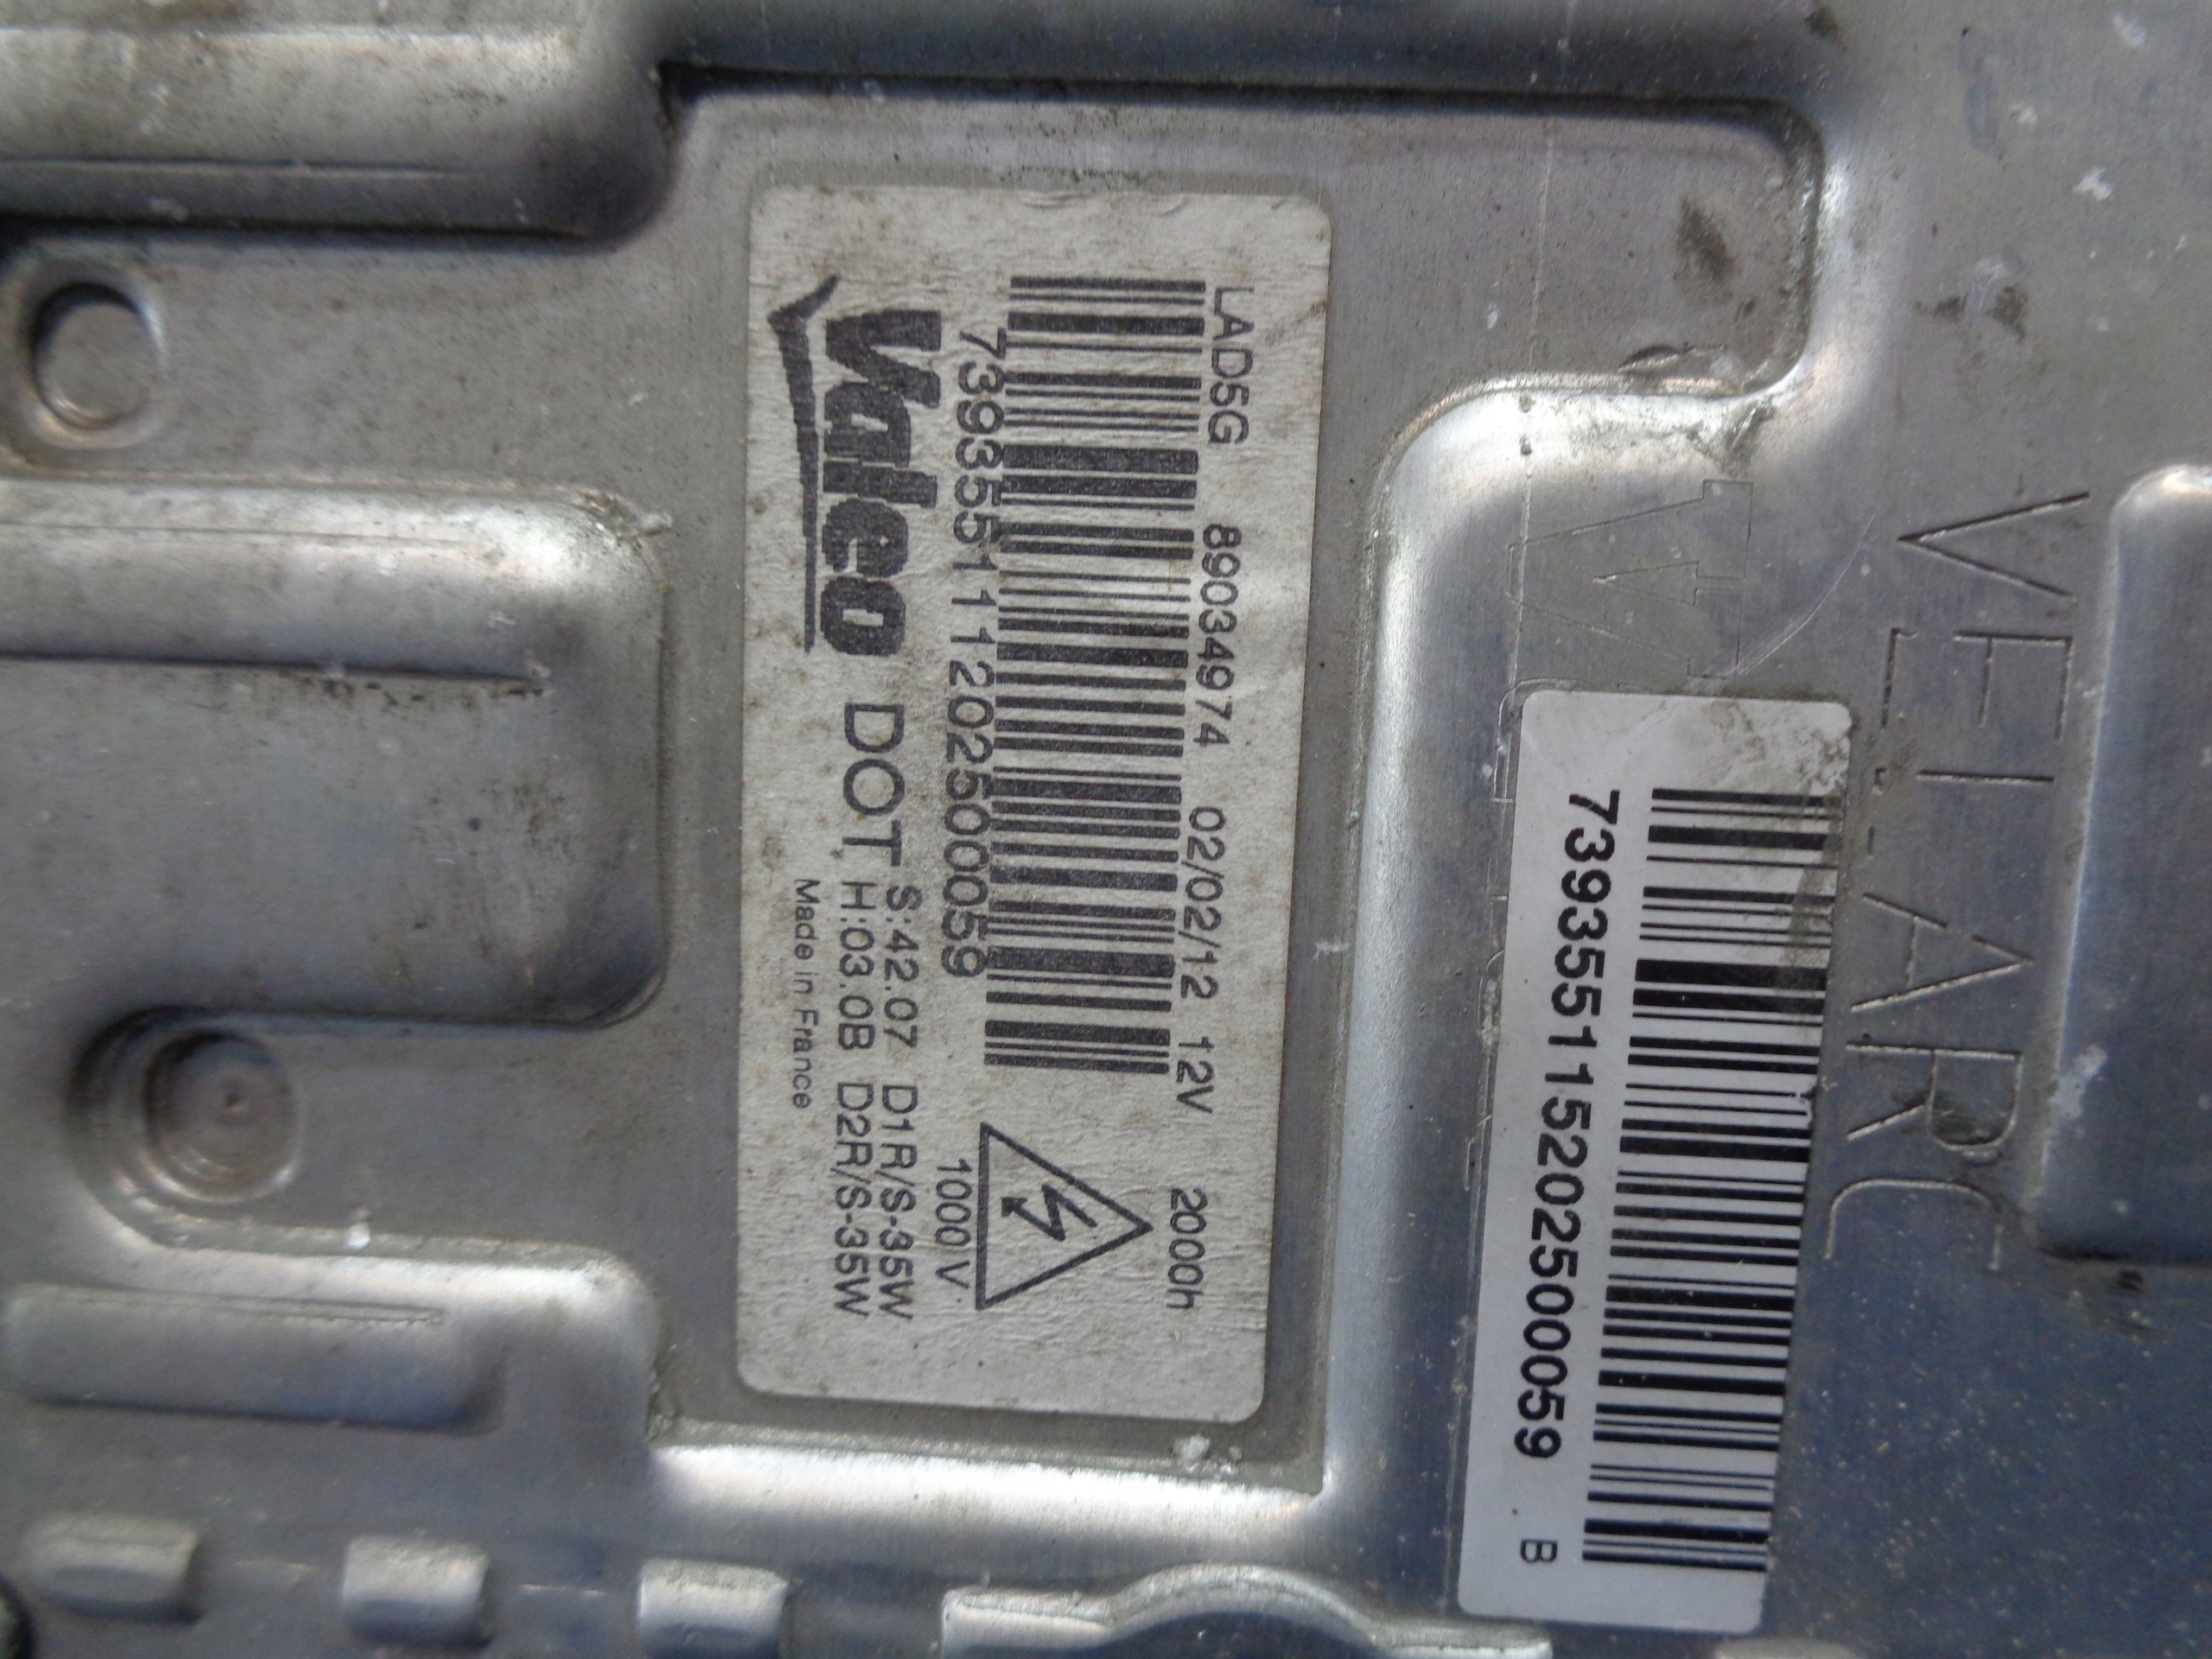 LAD5G 89034974 02/02/12 12V 2000h
73935511120250059
1000V
Valeo DOT S:42.07 D1R/S-35W
H:03.0B D2R/S-35W
Made in France
739355115202500059 B
VELARC